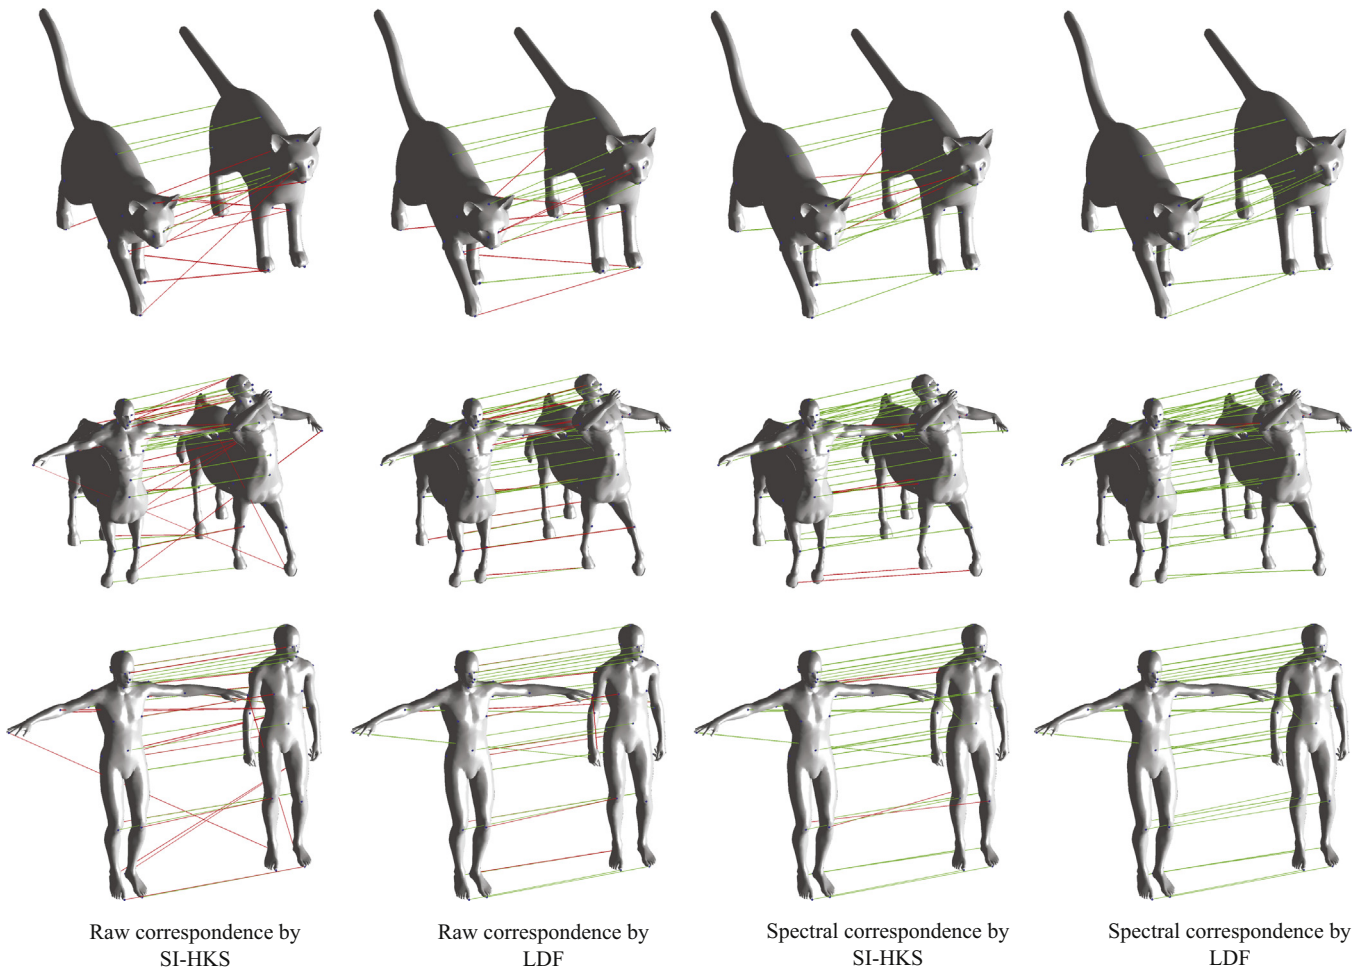 Raw correspondence by
SI-HKS
Raw correspondence by
LDF
Spectral correspondence by
SI-HKS
Spectral correspondence by
LDF